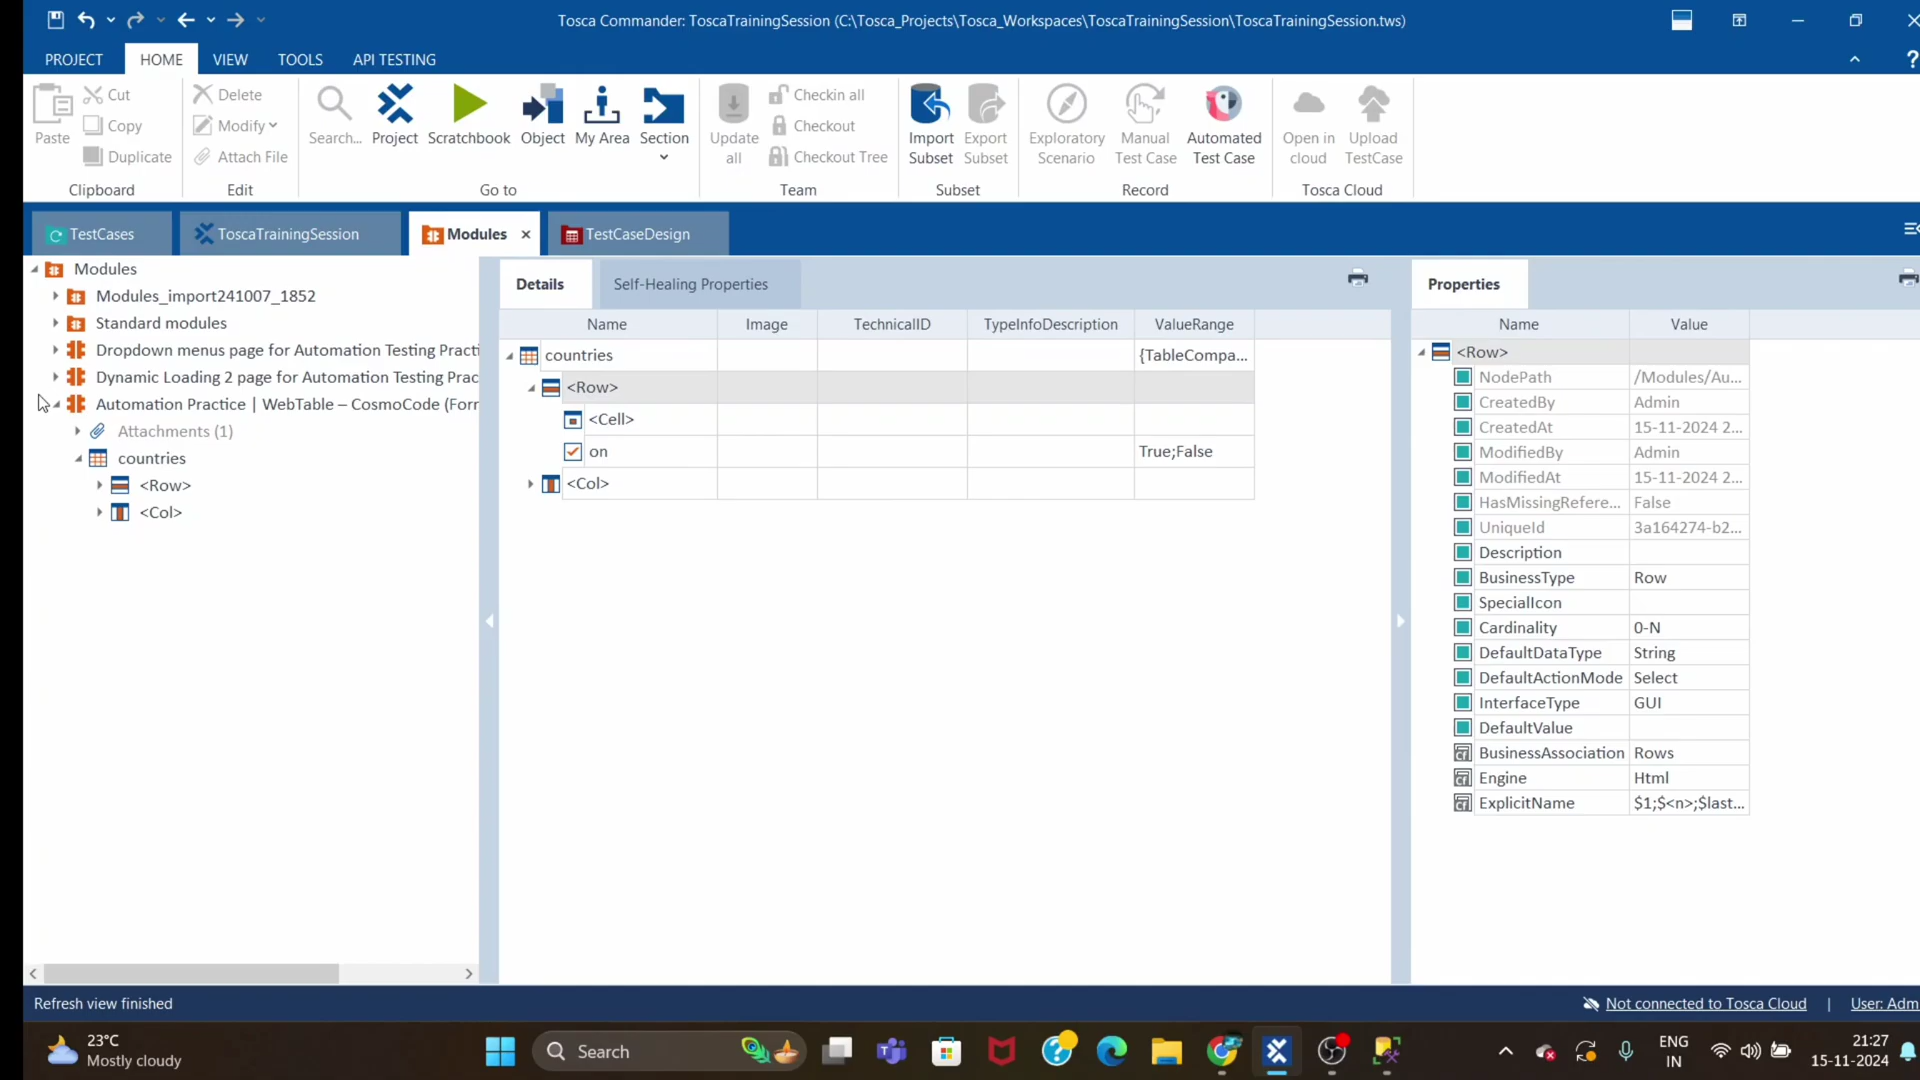 Tosca Commander: ToscaTrainingSession (C:\Tosca_Projects\Tosca_Workspaces\ToscaTrainingSession\ToscaTrainingSession.tws)
PROJECT HOME VIEW TOOLS API TESTING
Paste Cut Copy Duplicate Clipboard
Delete Modify Attach File Edit
Search... Project Scratchbook Object My Area Section Go to
Update all Checkin all Checkout Checkout Tree Team
Import Subset Export Subset Subset
Exploratory Scenario Manual Test Case Automated Test Case Record
Open in cloud Upload TestCase Tosca Cloud
TestCases ToscaTrainingSession Modules TestCaseDesign
Modules
Modules_import241007_1852
Standard modules
Dropdown menus page for Automation Testing Practi
Dynamic Loading 2 page for Automation Testing Prac
Automation Practice | WebTable – CosmoCode (Forr
Attachments (1)
countries
<Row>
<Col>
Details Self-Healing Properties
Name Image TechnicalID TypeInfoDescription ValueRange
countries {TableCompa...
<Row>
<Cell>
on True;False
<Col>
Properties
Name Value
<Row>
NodePath /Modules/Au...
CreatedBy Admin
CreatedAt 15-11-2024 2...
ModifiedBy Admin
ModifiedAt 15-11-2024 2...
HasMissingRefere... False
UniqueId 3a164274-b2...
Description
BusinessType Row
SpecialIcon
Cardinality 0-N
DefaultDataType String
DefaultActionMode Select
InterfaceType GUI
DefaultValue
BusinessAssociation Rows
Engine Html
ExplicitName $1;$<n>;$last...
Refresh view finished
Not connected to Tosca Cloud | User: Adm
23°C
Mostly cloudy
Search
ENG
IN
21:27
15-11-2024